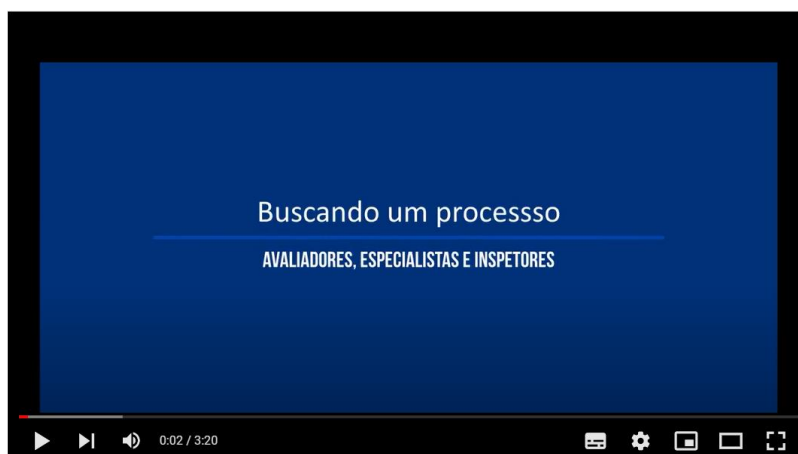 Buscando um processso
AVALIADORES, ESPECIALISTAS E INSPETORES
0:02 / 3:20